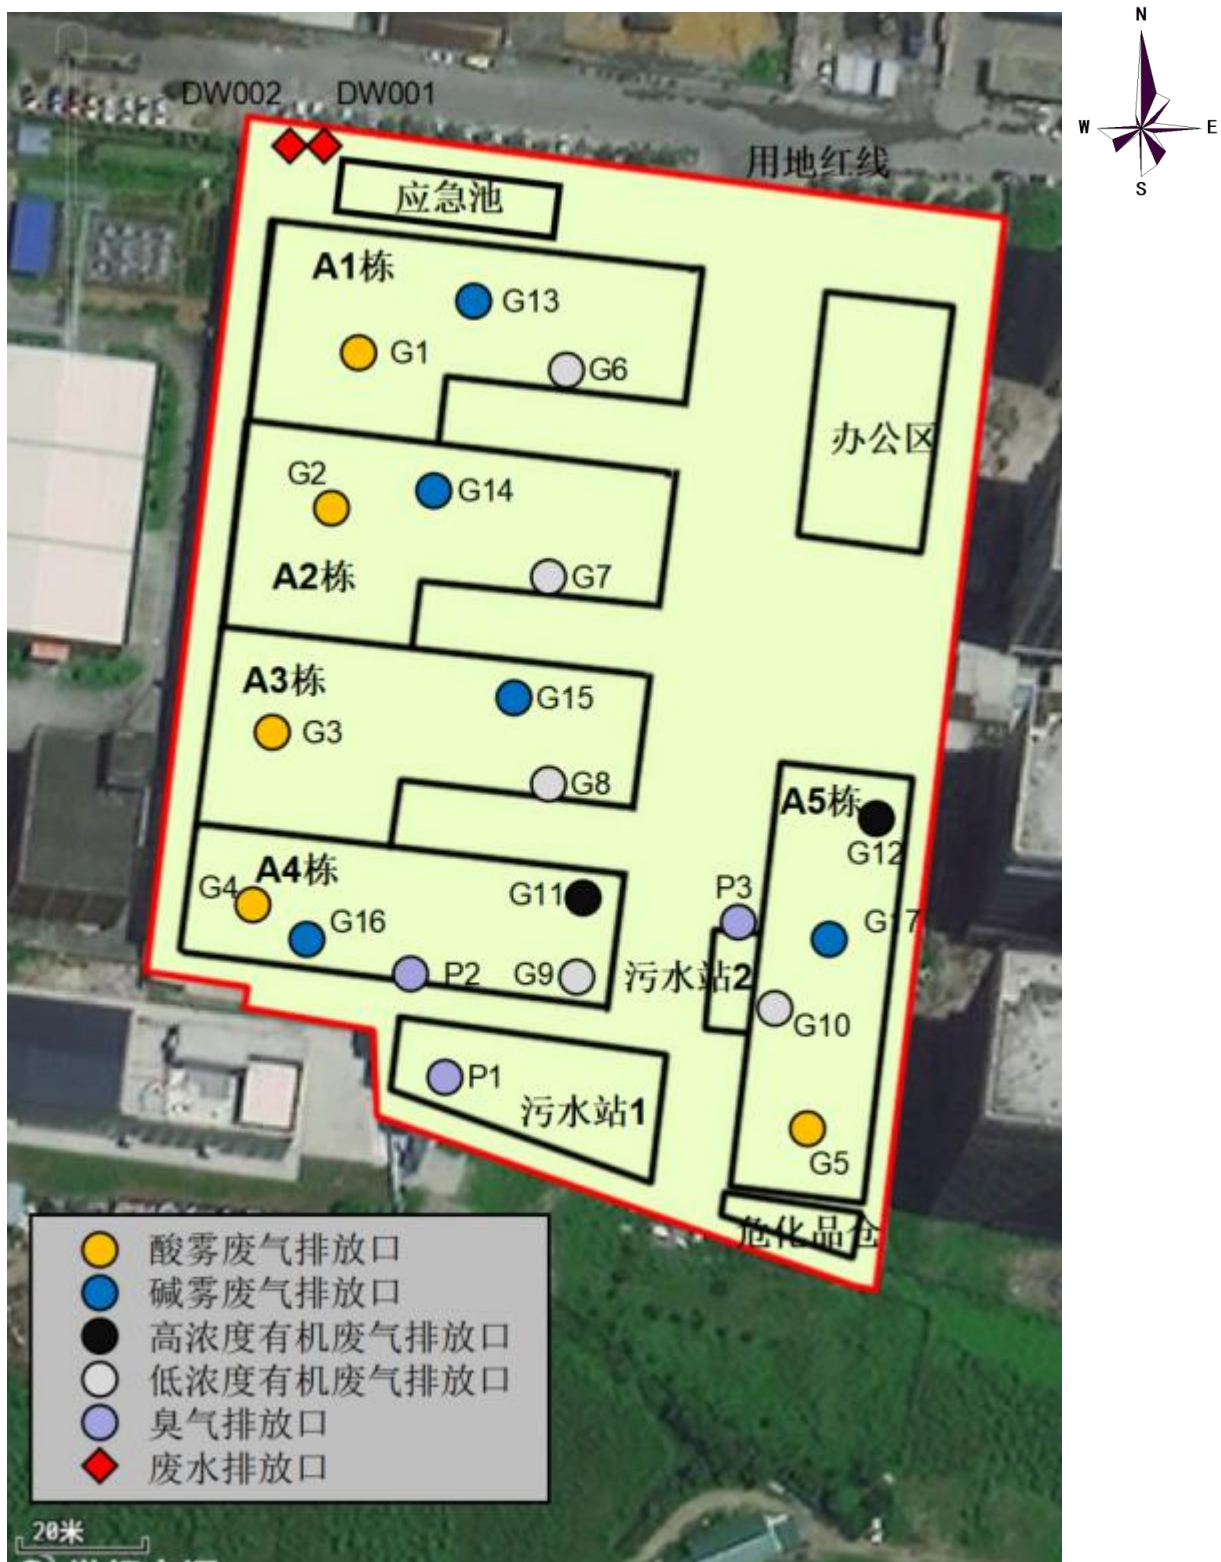 N
W
E
S
DW002
DW001
用地红线
应急池
A1栋
G13
G1
G6
办公区
G2
G14
A2栋
G7
A3栋
G15
G3
G8
A5栋
G12
A4栋
G4
G11
P3
G16
G17
P2
G9
污水站2
G10
P1
污水站1
G5
危化品仓
酸雾废气排放口
碱雾废气排放口
高浓度有机废气排放口
低浓度有机废气排放口
臭气排放口
废水排放口
20米